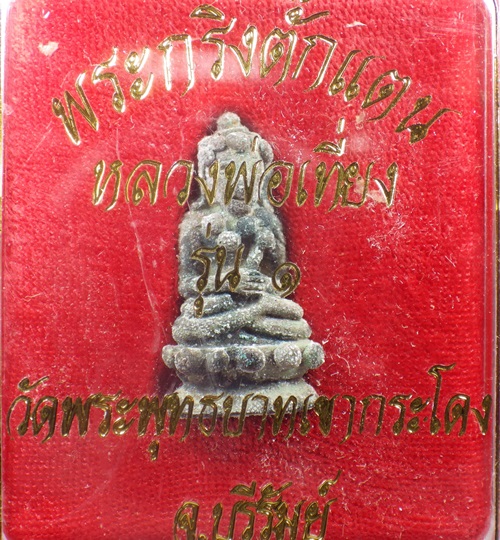 พระกริงตั๊กแตน
หลวงพ่อเที่ยง
รุ่น ๑
วัดพระพุทธบาทเขากระโดง
จ.บุรีรัมย์